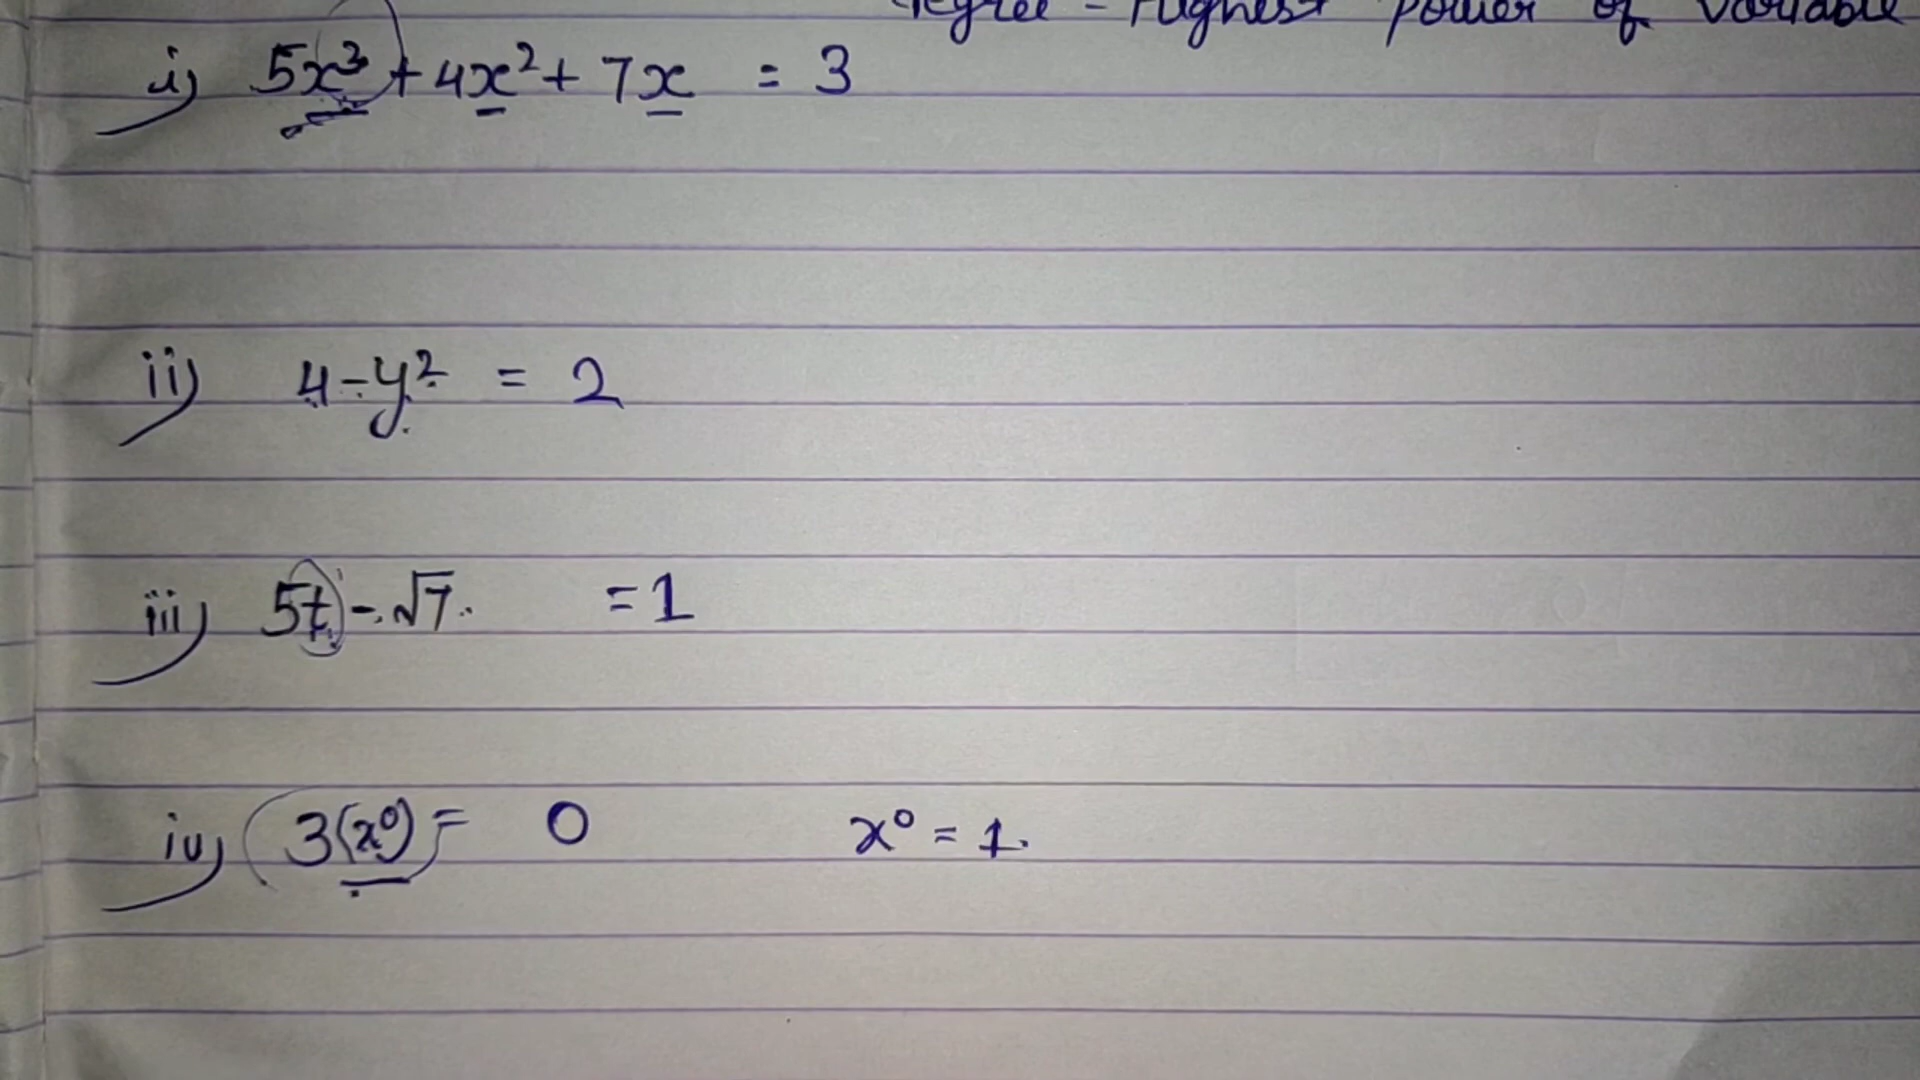 degree - Highest power of variable
i) 5x³ + 4x² + 7x = 3
ii) 4 - y² = 2
iii) 5t - √7 = 1
iv) 3(x⁰) = 0 x⁰ = 1.